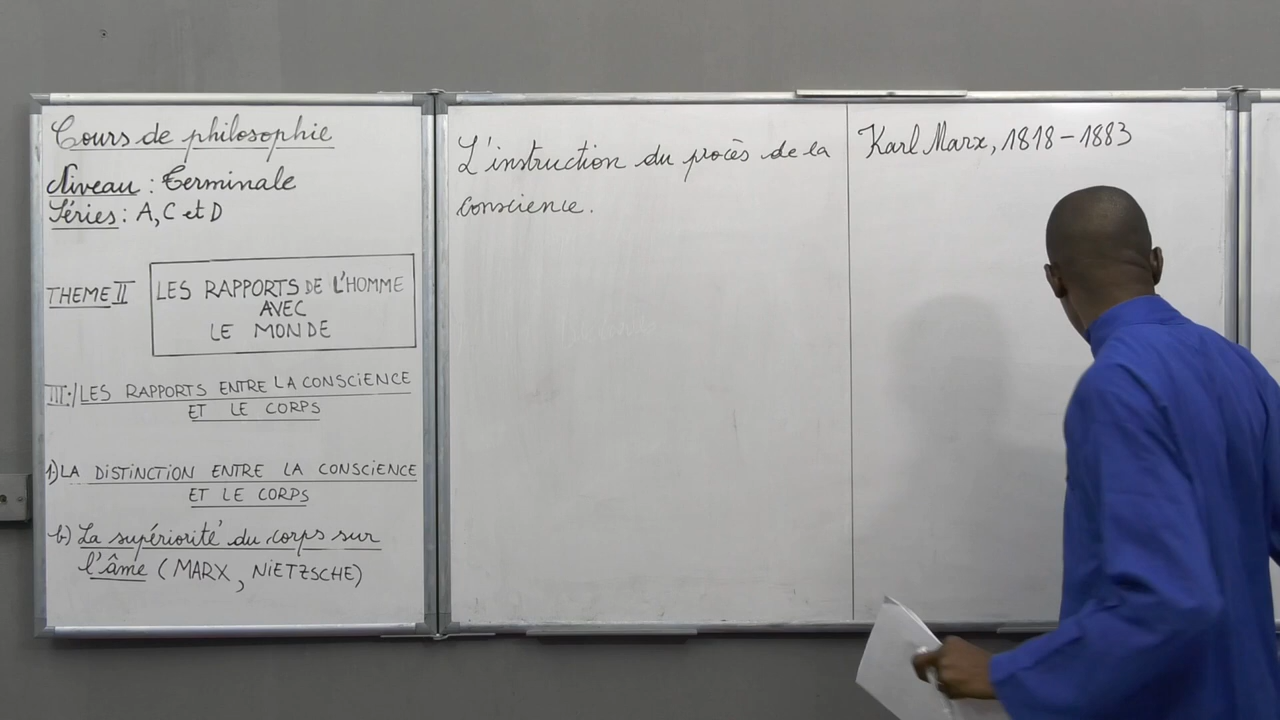 Cours de philosophie
Niveau : Terminale
Séries : A, C et D
THEME II
LES RAPPORTS DE L'HOMME
AVEC
LE MONDE
III-/ LES RAPPORTS ENTRE LA CONSCIENCE
ET LE CORPS
1.) LA DISTINCTION ENTRE LA CONSCIENCE
ET LE CORPS
b) La supériorité du corps sur
l'âme (MARX, NIETZSCHE)
L'instruction du procès de la
conscience.
Karl Marx, 1818 - 1883